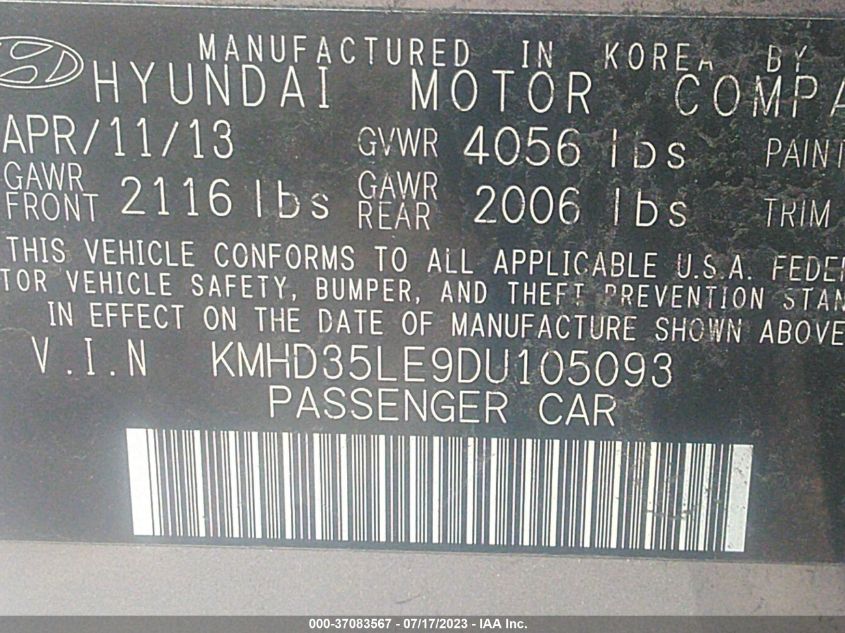 MANUFACTURED IN KOREA BY
HYUNDAI MOTOR COMPA
APR/11/13 GVWR 4056 lbs PAINT
GAWR FRONT 2116 lbs GAWR REAR 2006 lbs TRIM
THIS VEHICLE CONFORMS TO ALL APPLICABLE U.S.A. FEDER
TOR VEHICLE SAFETY, BUMPER, AND THEFT PREVENTION STAN
IN EFFECT ON THE DATE OF MANUFACTURE SHOWN ABOVE
V.I.N KMHD35LE9DU105093
PASSENGER CAR
000-37083567 - 07/17/2023 - IAA Inc.